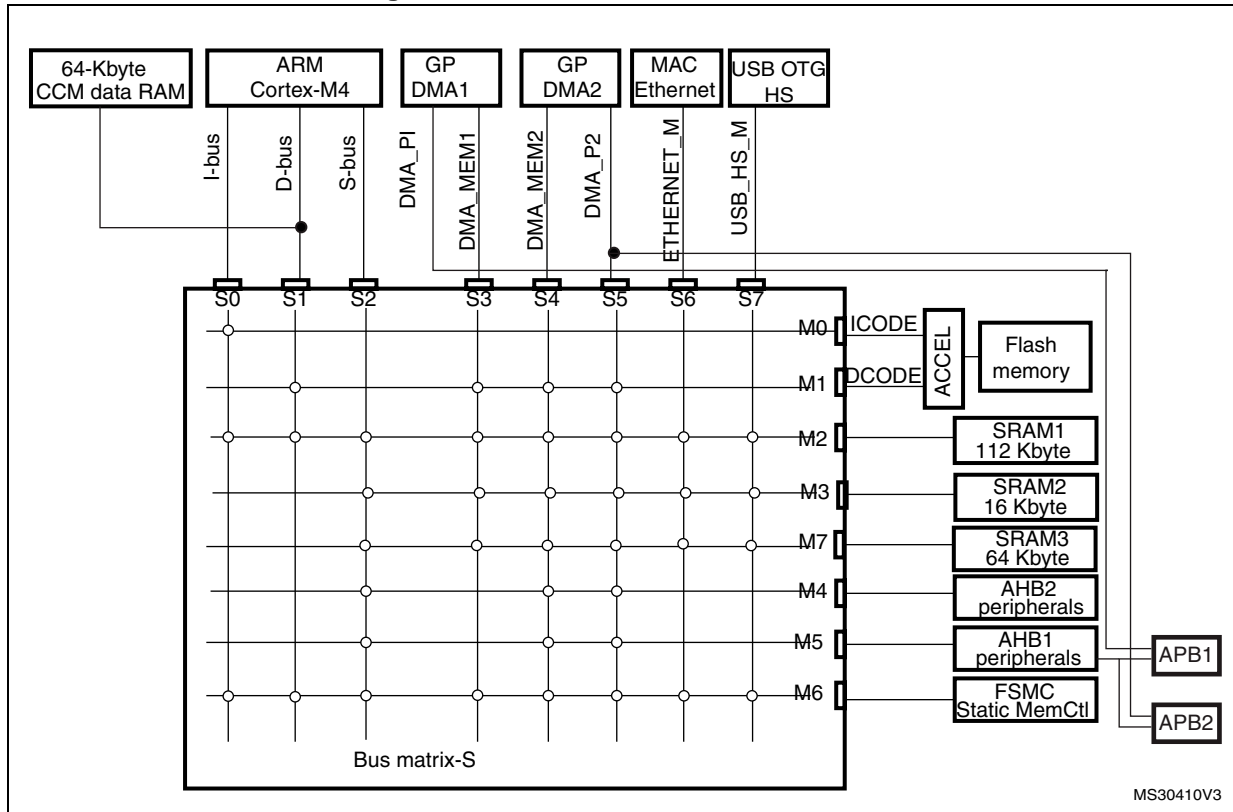 64-Kbyte
CCM data RAM
ARM
Cortex-M4
GP
DMA1
GP
DMA2
MAC
Ethernet
USB OTG
HS
I-bus
D-bus
S-bus
DMA_PI
DMA_MEM1
DMA_MEM2
DMA_P2
ETHERNET_M
USB_HS_M
S0
S1
S2
S3
S4
S5
S6
S7
M0
ICODE
ACCEL
Flash
memory
M1
DCODE
M2
SRAM1
112 Kbyte
M3
SRAM2
16 Kbyte
M7
SRAM3
64 Kbyte
M4
AHB2
peripherals
M5
AHB1
peripherals
APB1
M6
FSMC
Static MemCtl
APB2
Bus matrix-S
MS30410V3